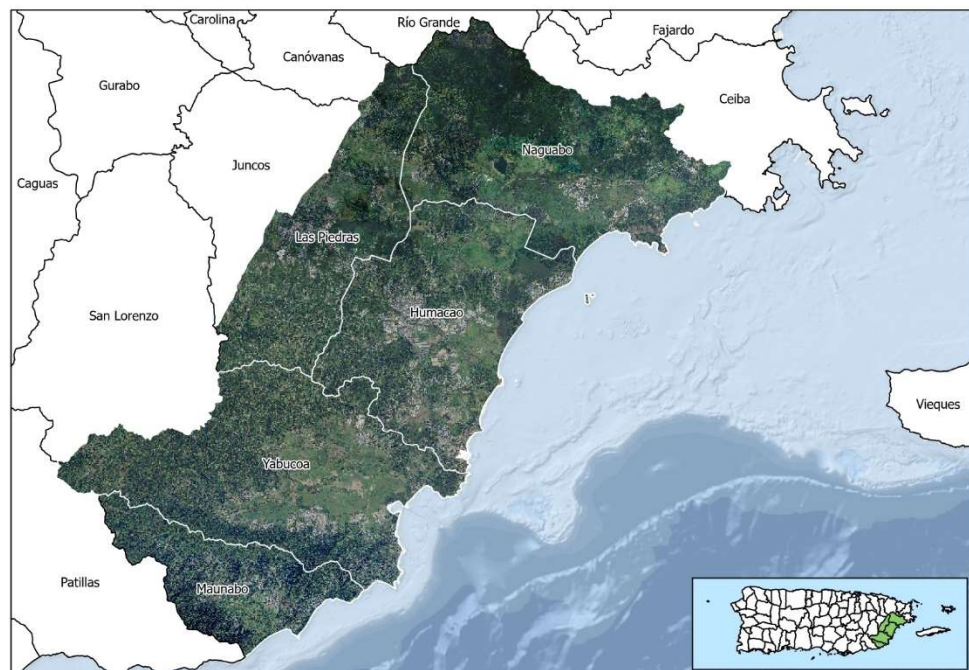 Carolina
Río Grande
Canóvanas
Fajardo
Gurabo
Ceiba
Naguabo
Juncos
Caguas
Las Piedras
San Lorenzo
Humacao
Vieques
Yabucoa
Patillas
Maunabo